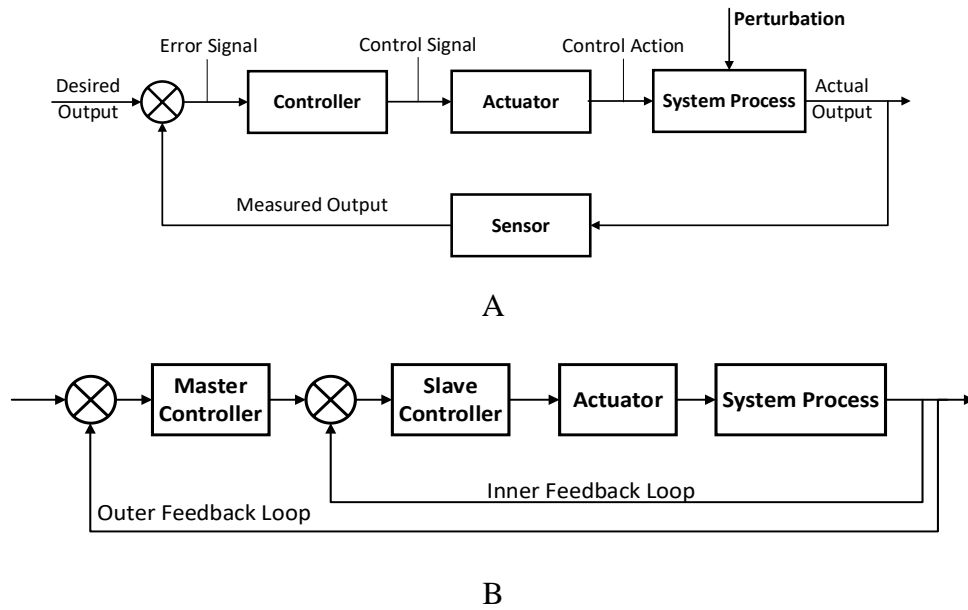 Perturbation
Error Signal
Control Signal
Control Action
Desired
Output
Controller
Actuator
System Process
Actual
Output
Measured Output
Sensor
A
Master
Controller
Slave
Controller
Actuator
System Process
Inner Feedback Loop
Outer Feedback Loop
B